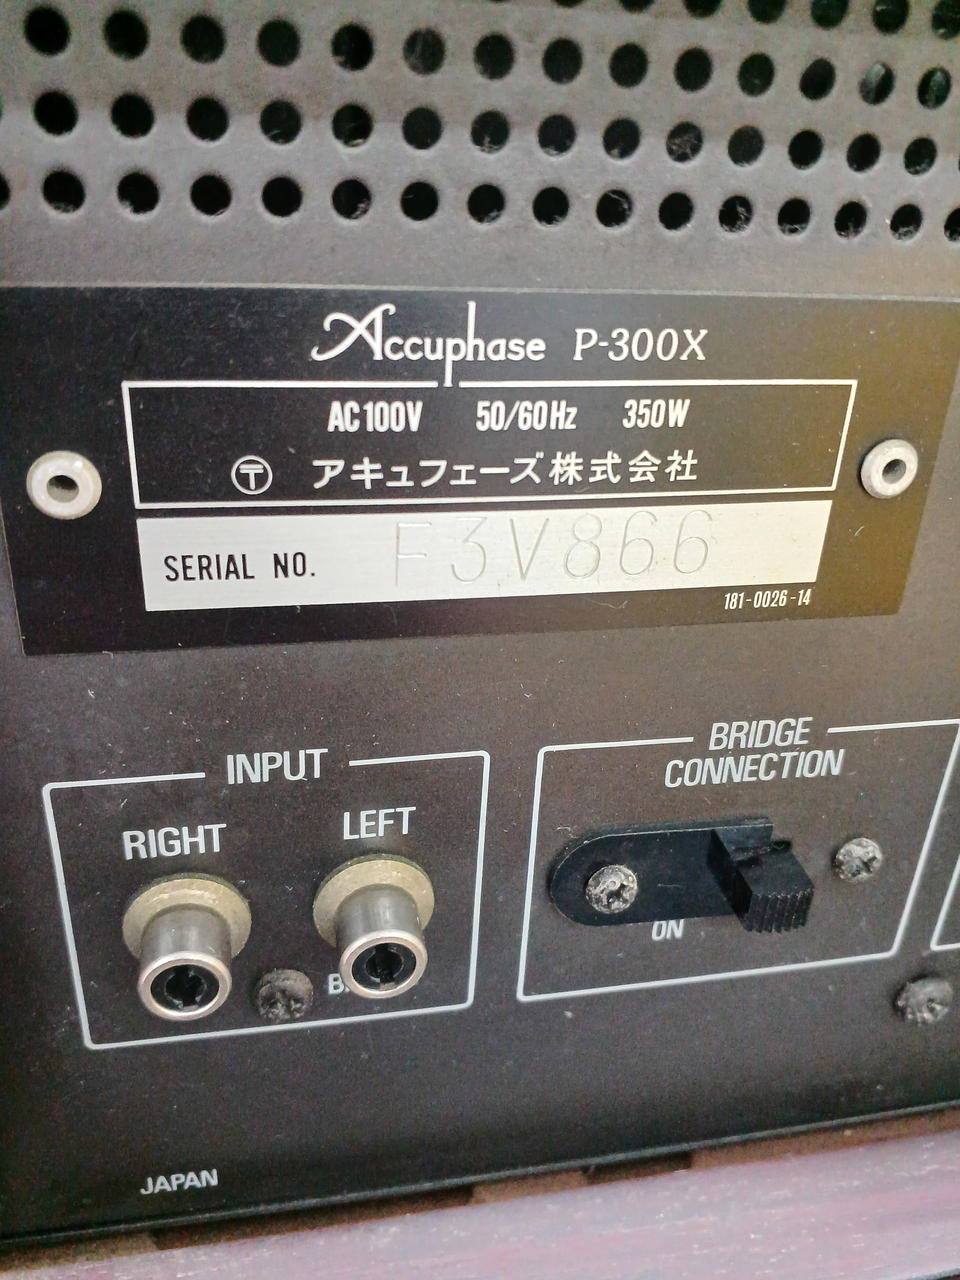 Accuphase P-300X
AC100V 50/60Hz 350W
〒 アキュフェーズ株式会社
SERIAL NO. F3V866
181-0026-14
INPUT
RIGHT LEFT
BRIDGE
CONNECTION
ON
JAPAN